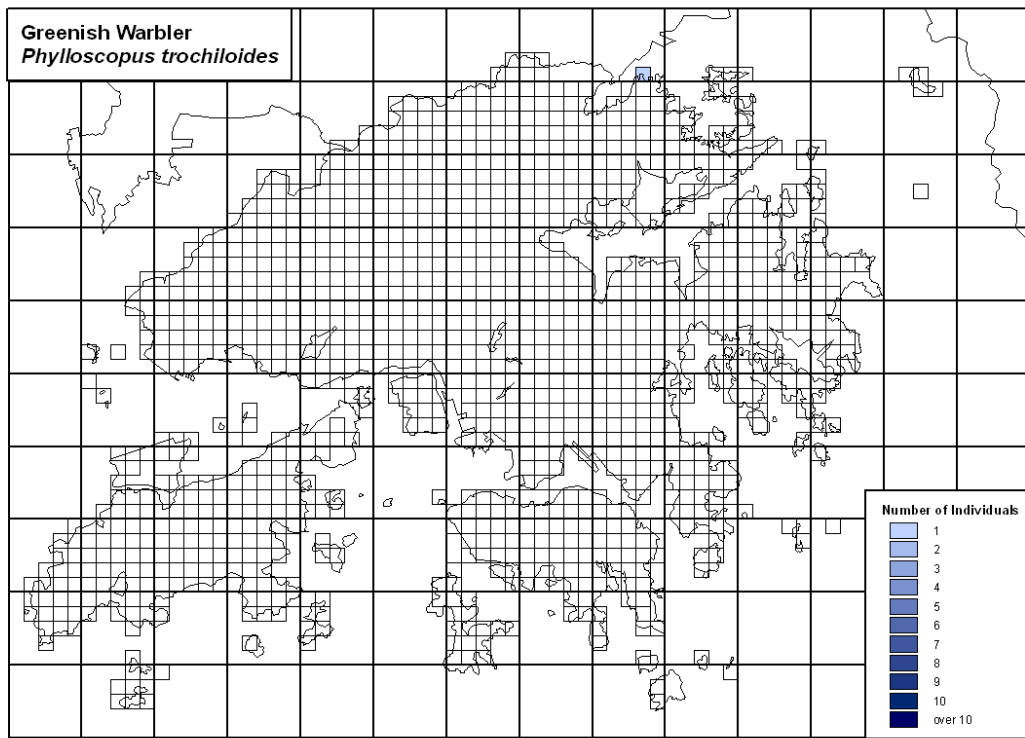 Greenish Warbler
Phylloscopus trochiloides
Number of Individuals
1
2
3
4
5
6
7
8
9
10
over 10